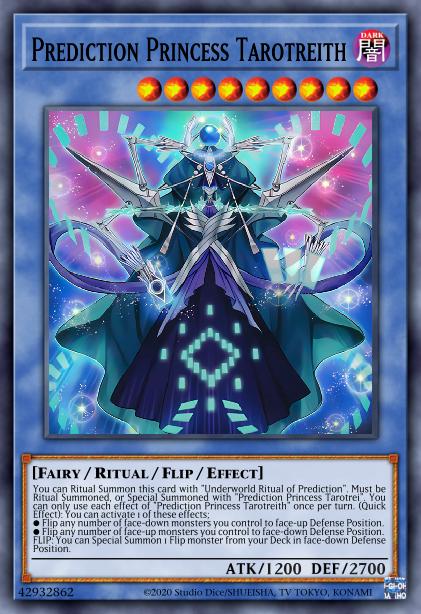 PREDICTION PRINCESS TAROTREITH
DARK
闇
[FAIRY / RITUAL / FLIP / EFFECT]
You can Ritual Summon this card with "Underworld Ritual of Prediction". Must be
Ritual Summoned, or Special Summoned with "Prediction Princess Tarotrei". You
can only use each effect of "Prediction Princess Tarotreith" once per turn. (Quick
Effect): You can activate 1 of these effects;
● Flip any number of face-down monsters you control to face-up Defense Position.
● Flip any number of face-up monsters you control to face-down Defense Position.
FLIP: You can Special Summon 1 Flip monster from your Deck in face-down Defense
Position.
ATK/1200 DEF/2700
42932862
©2020 Studio Dice/SHUEISHA, TV TOKYO, KONAMI